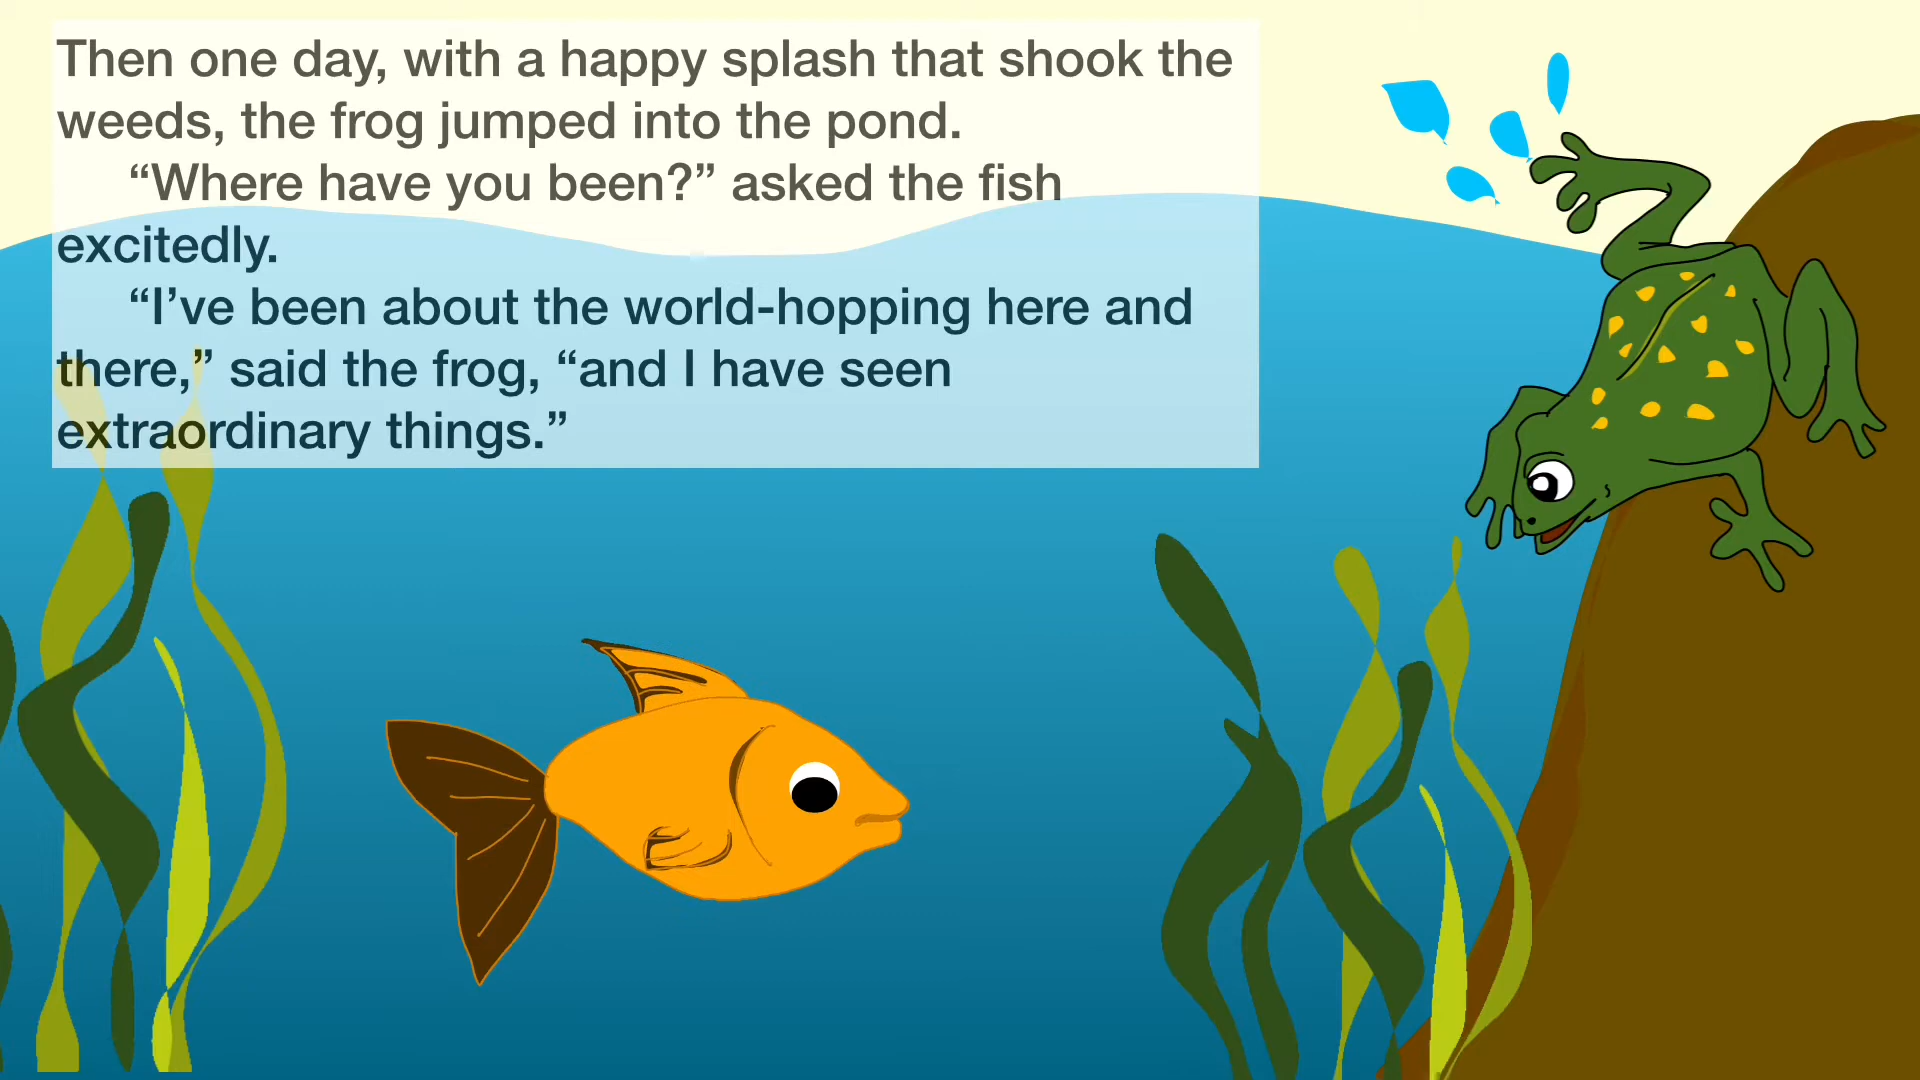 Then one day, with a happy splash that shook the
weeds, the frog jumped into the pond.
“Where have you been?” asked the fish
excitedly.
“I’ve been about the world-hopping here and
there,” said the frog, “and I have seen
extraordinary things.”